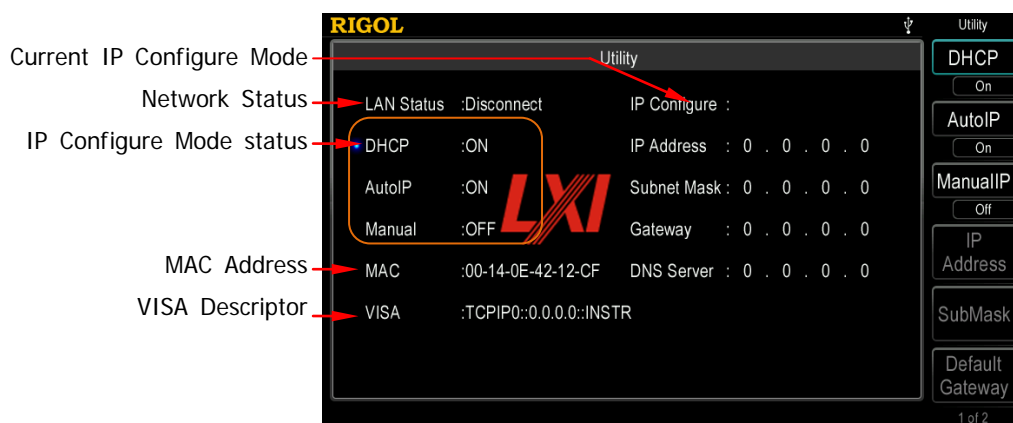 RIGOL
Utility
Current IP Configure Mode
Utility
DHCP
On
Network Status
LAN Status :Disconnect
IP Configure :
AutoIP
On
IP Configure Mode status
DHCP :ON
IP Address : 0 . 0 . 0 . 0
AutoIP :ON
LXI
Subnet Mask : 0 . 0 . 0 . 0
ManualIP
Off
Manual :OFF
Gateway : 0 . 0 . 0 . 0
IP
Address
MAC Address
MAC :00-14-0E-42-12-CF
DNS Server : 0 . 0 . 0 . 0
VISA Descriptor
VISA :TCPIP0::0.0.0.0::INSTR
SubMask
Default
Gateway
1 of 2